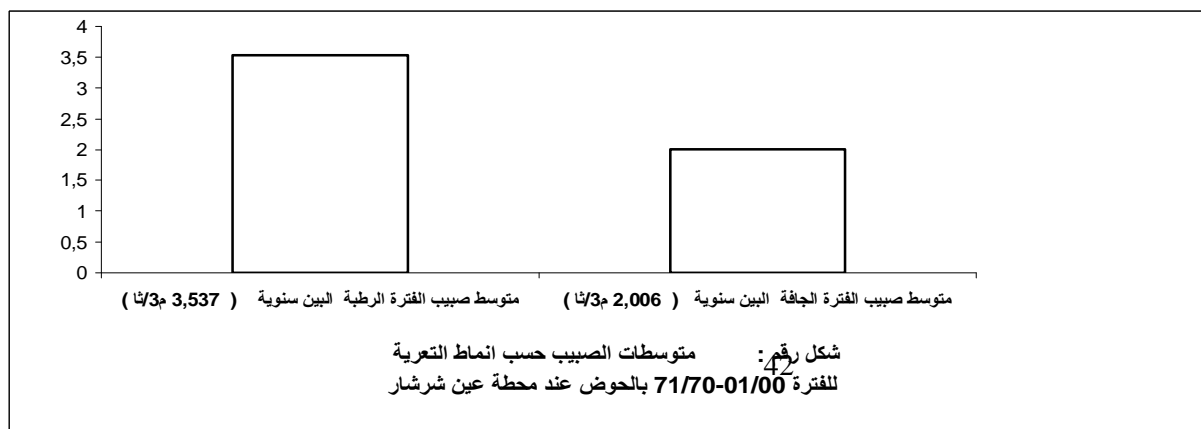 4
3,5
3
2,5
2
1,5
1
0,5
0
متوسط صبيب الفترة الرطبة البين سنوية ( 3,537 م3/ثا )
متوسط صبيب الفترة الجافة البين سنوية ( 2,006 م3/ثا )
شكل رقم : 42 متوسطات الصبيب حسب انماط التعرية
للفترة 71/70-01/00 بالحوض عند محطة عين شرشار